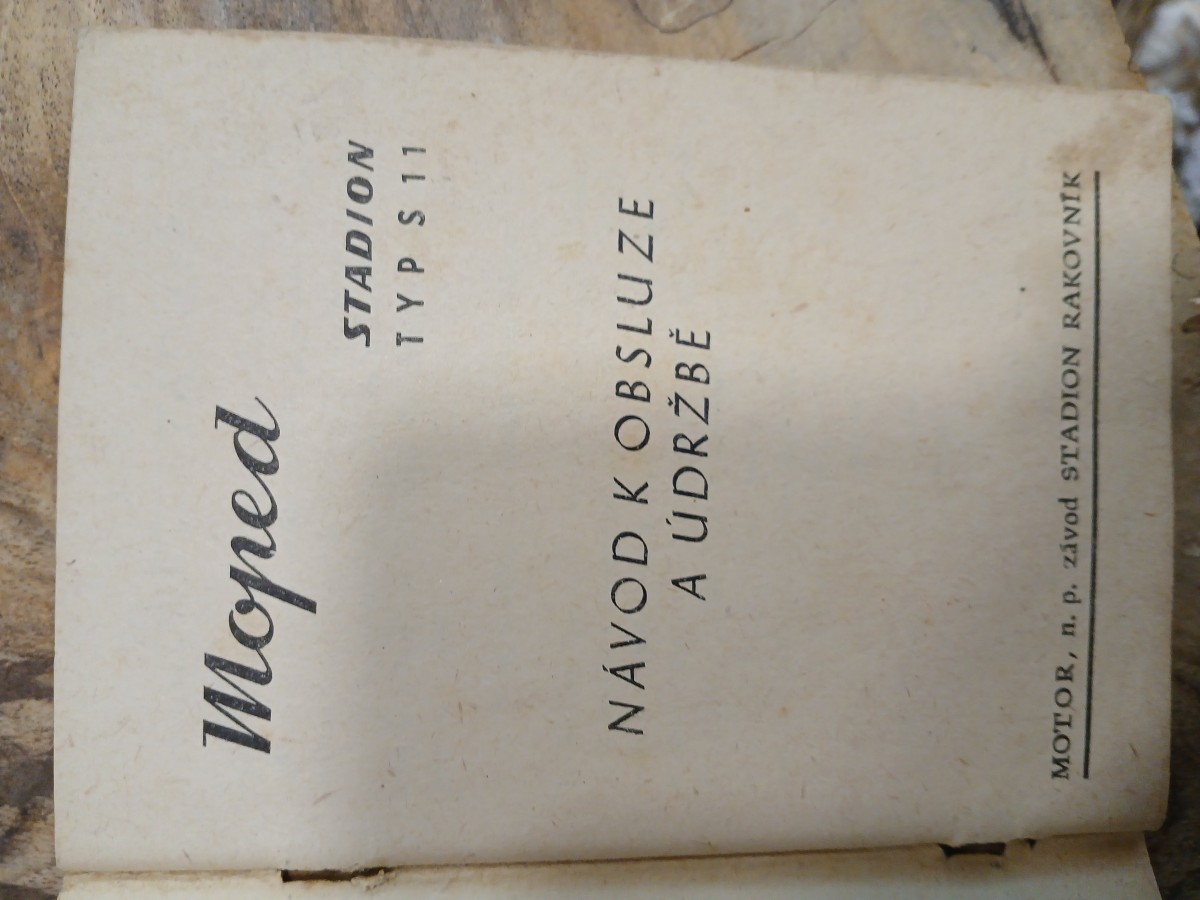 Moped
STADION
TYP S 11
NÁVOD K OBSLUZE
A ÚDRŽBĚ
MOTOR, n. p. závod STADION RAKOVNÍK